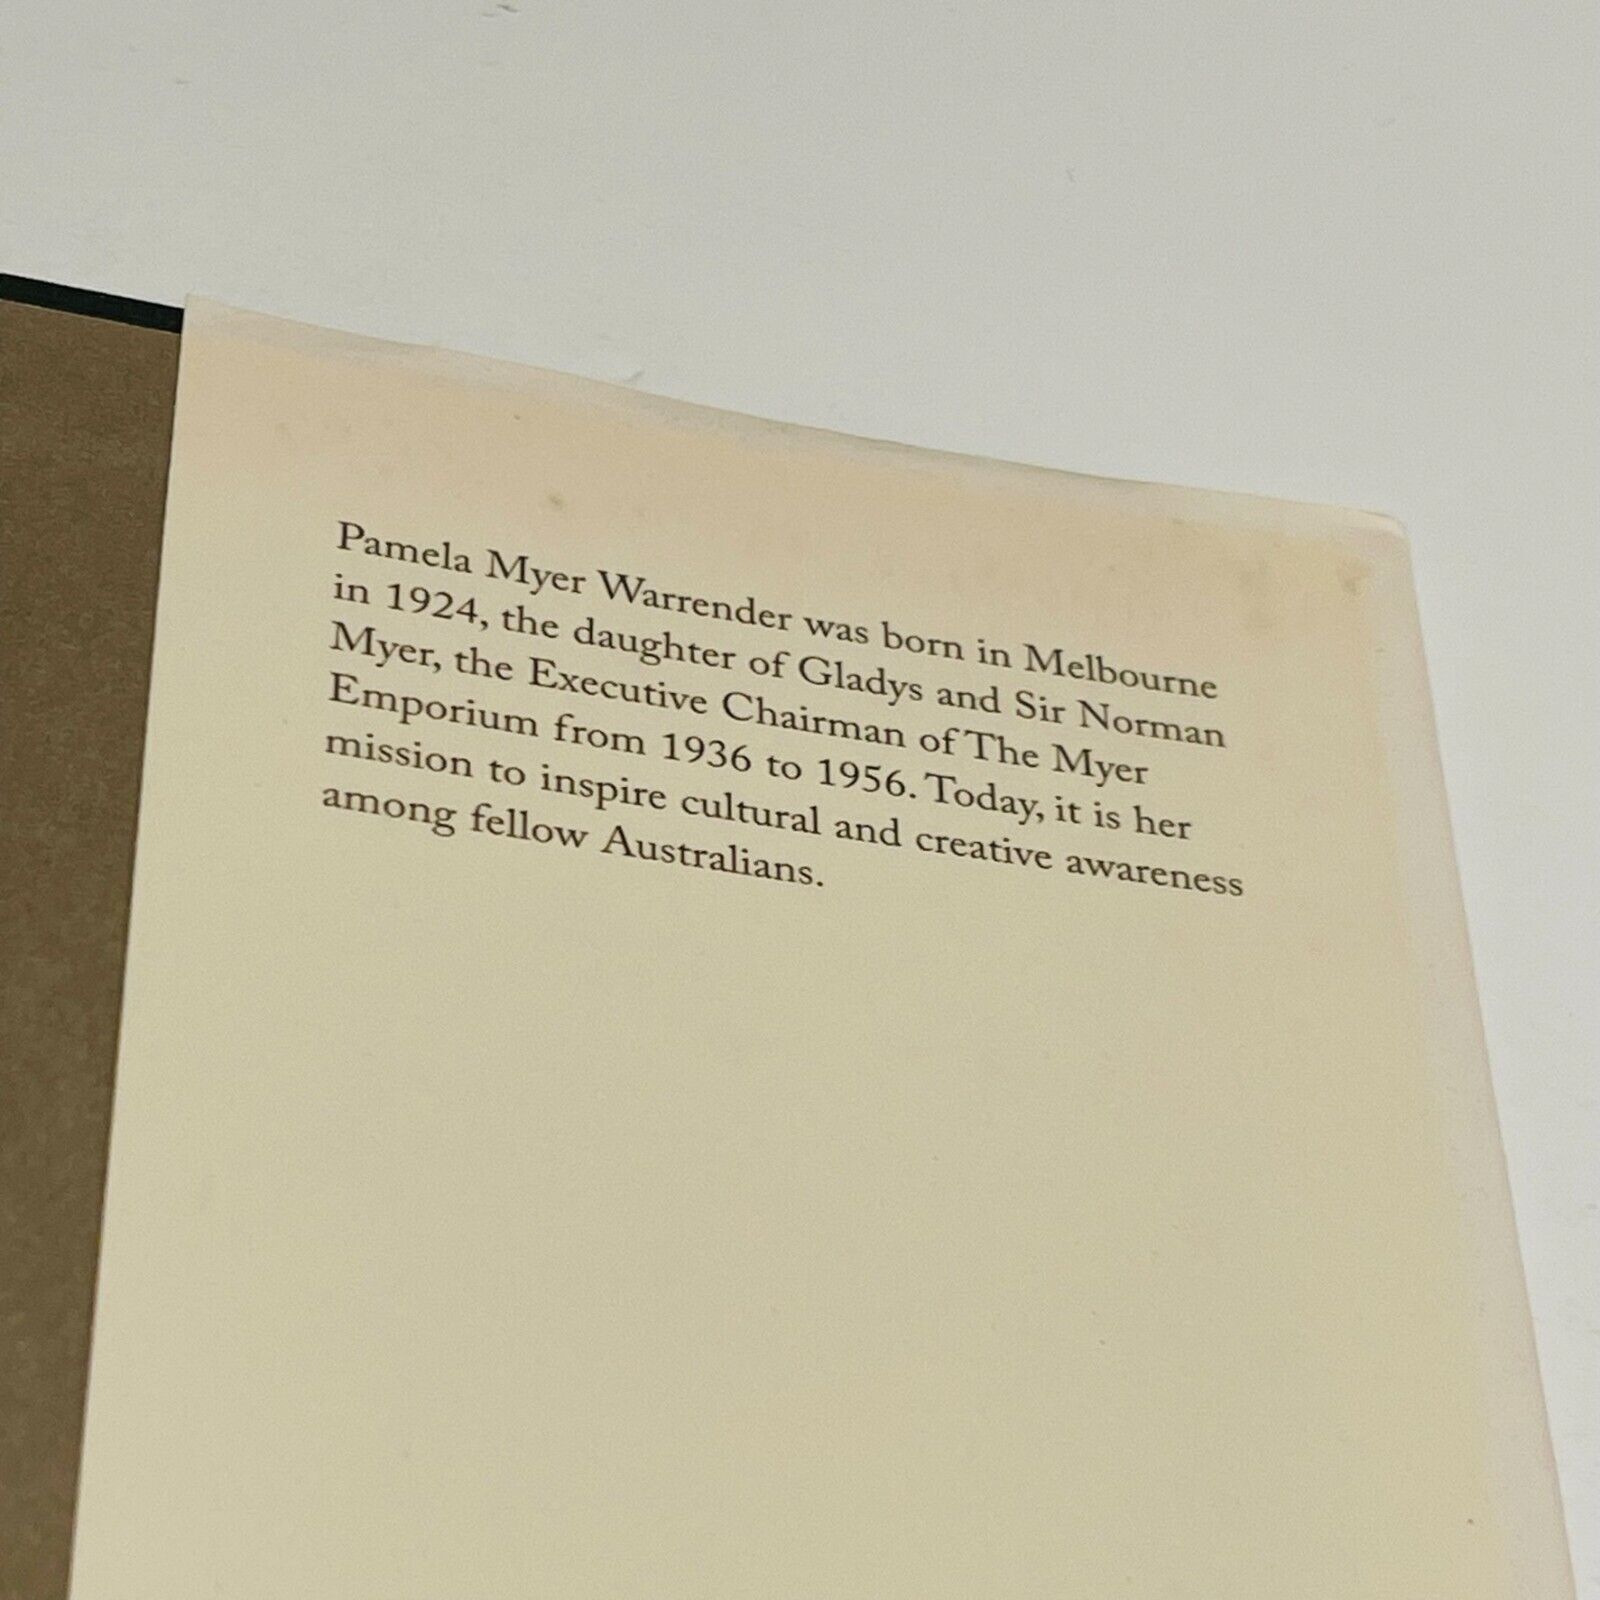 Pamela Myer Warrender was born in Melbourne
in 1924, the daughter of Gladys and Sir Norman
Myer, the Executive Chairman of The Myer
Emporium from 1936 to 1956. Today, it is her
mission to inspire cultural and creative awareness
among fellow Australians.